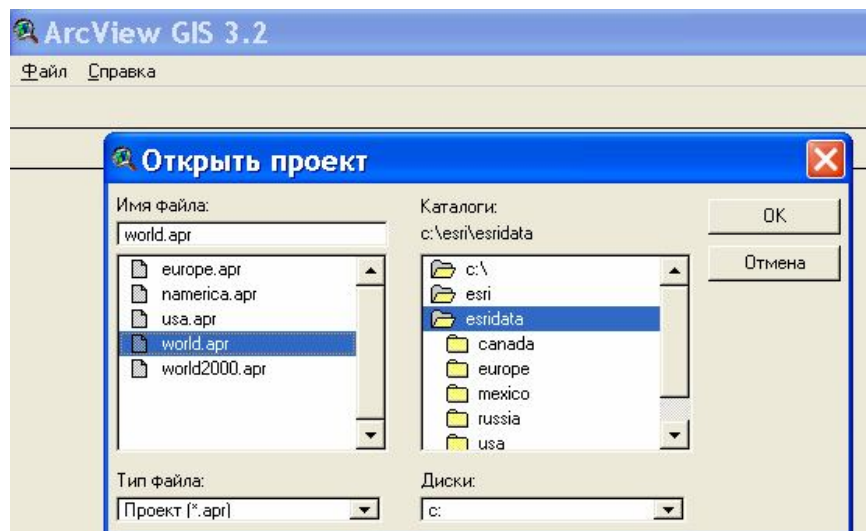 ArcView GIS 3.2
Файл Справка
Открыть проект
Имя файла:
world.apr
europe.apr
namerica.apr
usa.apr
world.apr
world2000.apr
Тип файла:
Проект (*.apr)
Каталоги:
c:\esri\esridata
c:\
esri
esridata
canada
europe
mexico
russia
usa
Диски:
c:
OK
Отмена